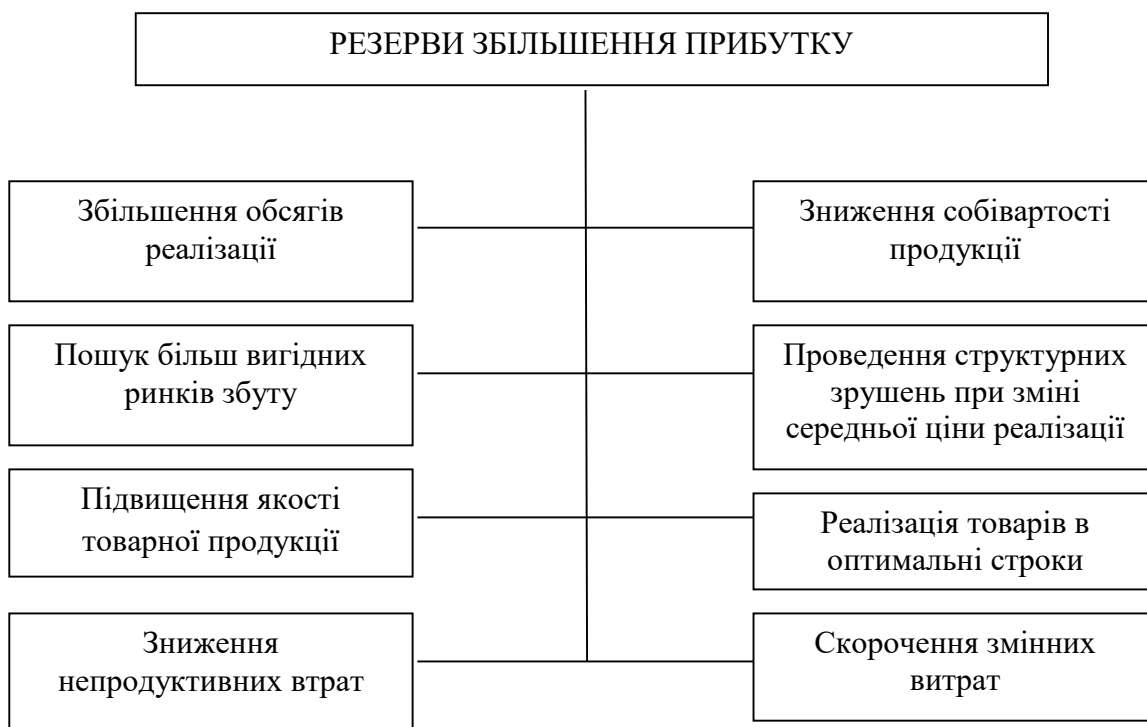 РЕЗЕРВИ ЗБІЛЬШЕННЯ ПРИБУТКУ
Збільшення обсягів
реалізації
Зниження собівартості
продукції
Пошук більш вигідних
ринків збуту
Проведення структурних
зрушень при зміні
середньої ціни реалізації
Підвищення якості
товарної продукції
Реалізація товарів в
оптимальні строки
Зниження
непродуктивних втрат
Скорочення змінних
витрат